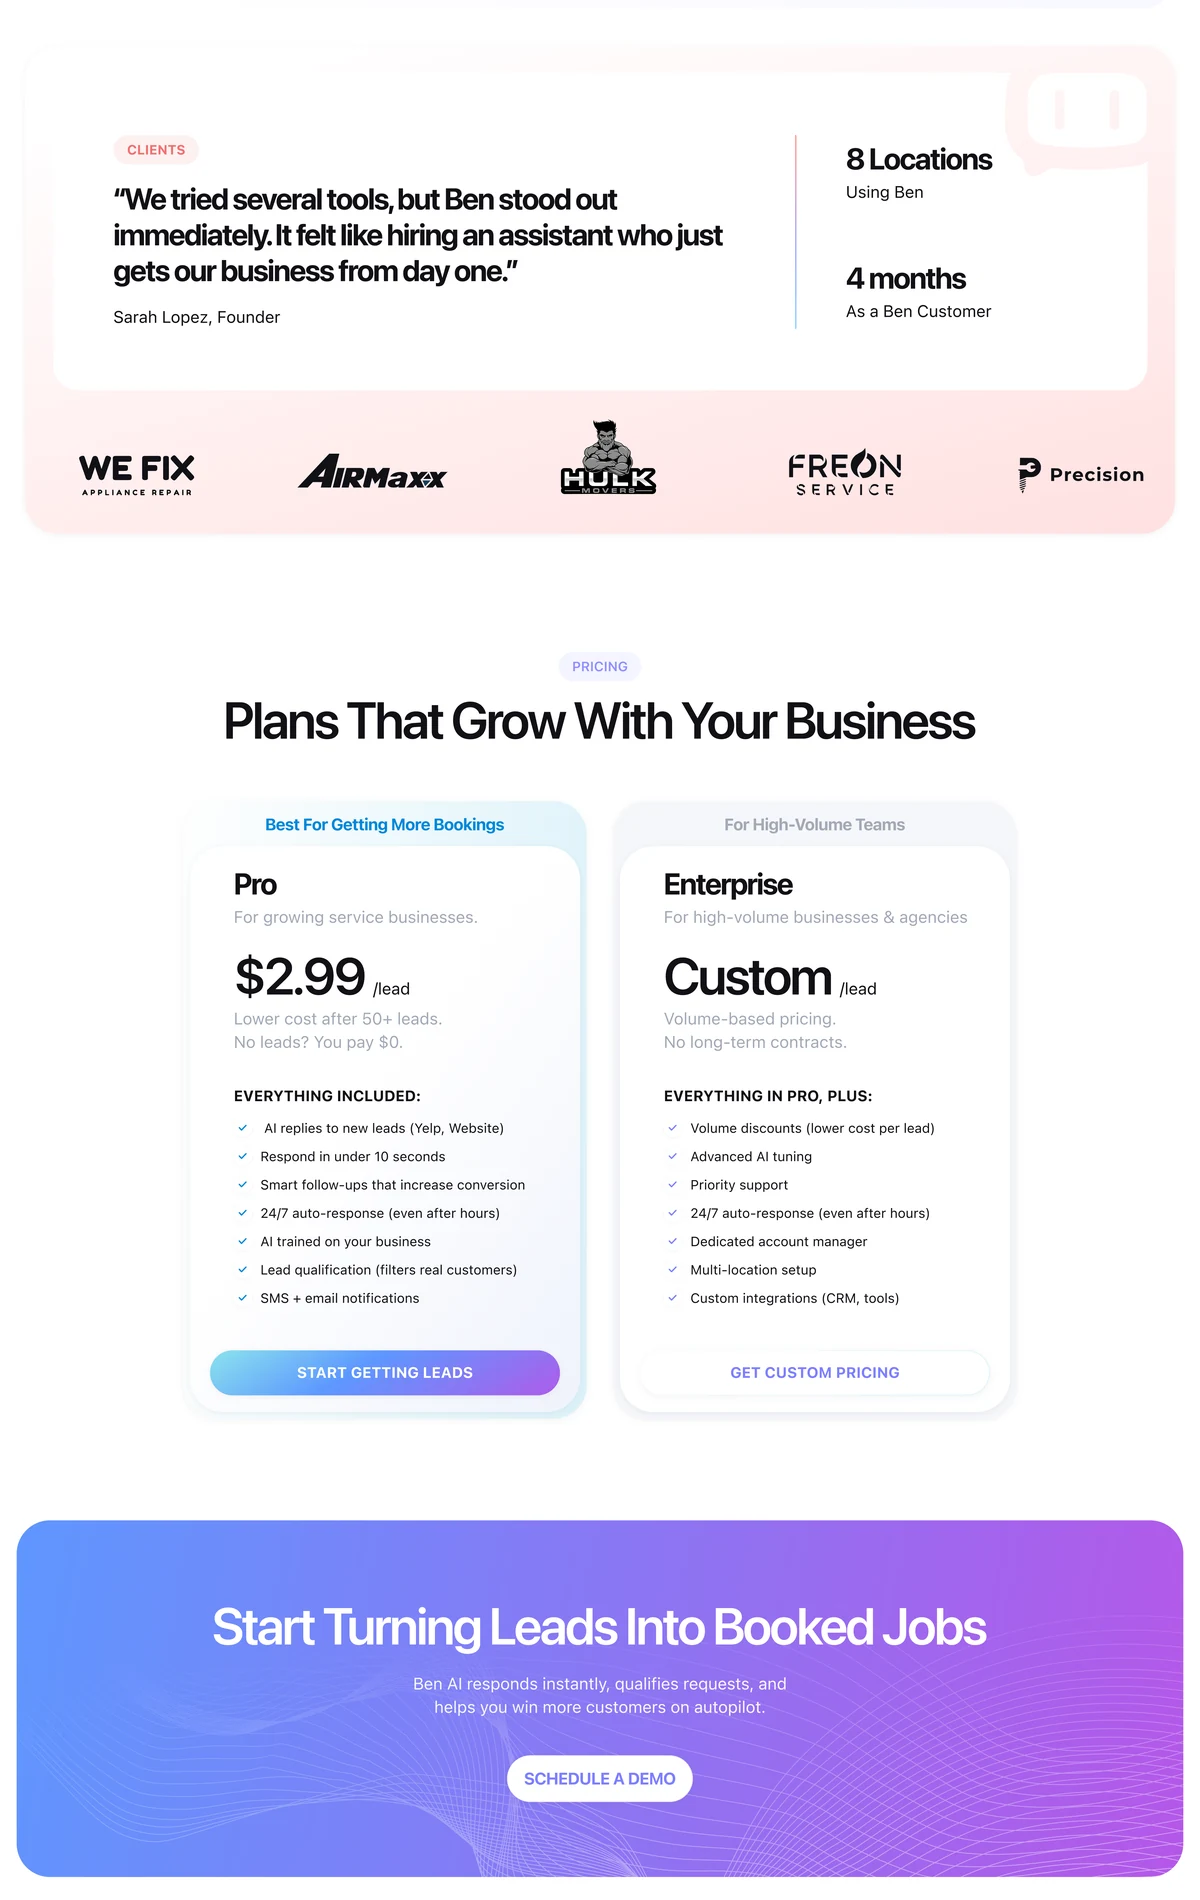 CLIENTS
“We tried several tools, but Ben stood out
immediately. It felt like hiring an assistant who just
gets our business from day one.”
Sarah Lopez, Founder
8 Locations
Using Ben
4 months
As a Ben Customer
WE FIX
APPLIANCE REPAIR
AIRMaxx
HULK
MOVERS
FREON
SERVICE
Precision
PRICING
Plans That Grow With Your Business
Best For Getting More Bookings
Pro
For growing service businesses.
$2.99 /lead
Lower cost after 50+ leads.
No leads? You pay $0.
EVERYTHING INCLUDED:
AI replies to new leads (Yelp, Website)
Respond in under 10 seconds
Smart follow-ups that increase conversion
24/7 auto-response (even after hours)
AI trained on your business
Lead qualification (filters real customers)
SMS + email notifications
START GETTING LEADS
For High-Volume Teams
Enterprise
For high-volume businesses & agencies
Custom /lead
Volume-based pricing.
No long-term contracts.
EVERYTHING IN PRO, PLUS:
Volume discounts (lower cost per lead)
Advanced AI tuning
Priority support
24/7 auto-response (even after hours)
Dedicated account manager
Multi-location setup
Custom integrations (CRM, tools)
GET CUSTOM PRICING
Start Turning Leads Into Booked Jobs
Ben AI responds instantly, qualifies requests, and
helps you win more customers on autopilot.
SCHEDULE A DEMO